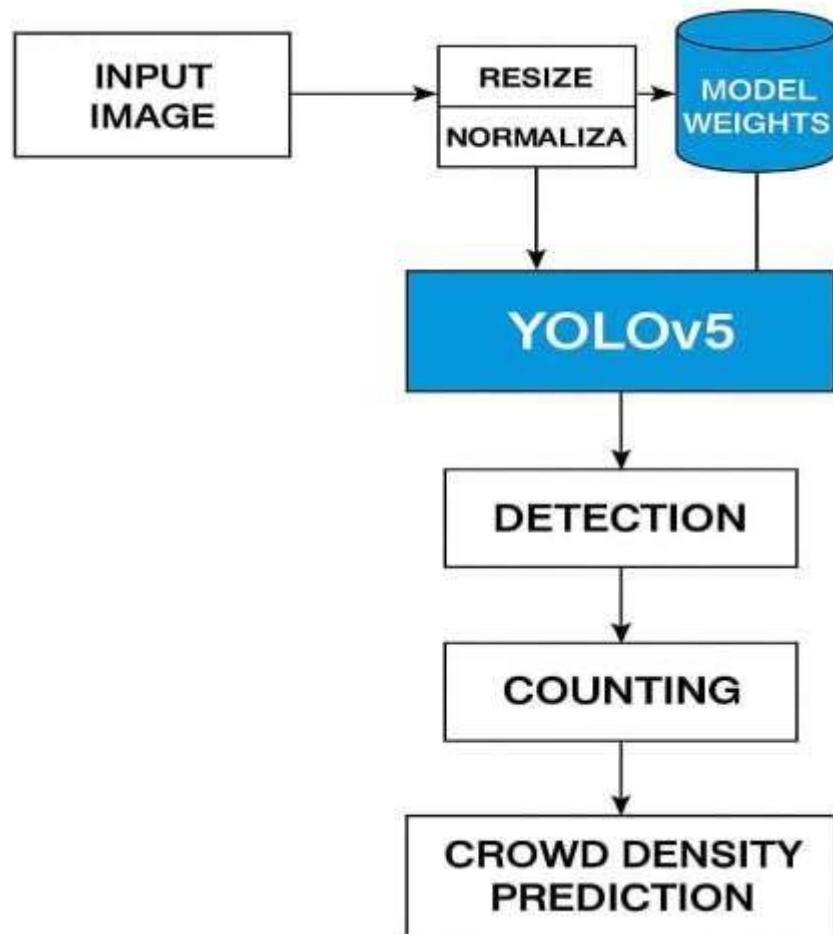 INPUT
IMAGE
RESIZE
NORMALIZA
MODEL
WEIGHTS
YOLOv5
DETECTION
COUNTING
CROWD DENSITY
PREDICTION